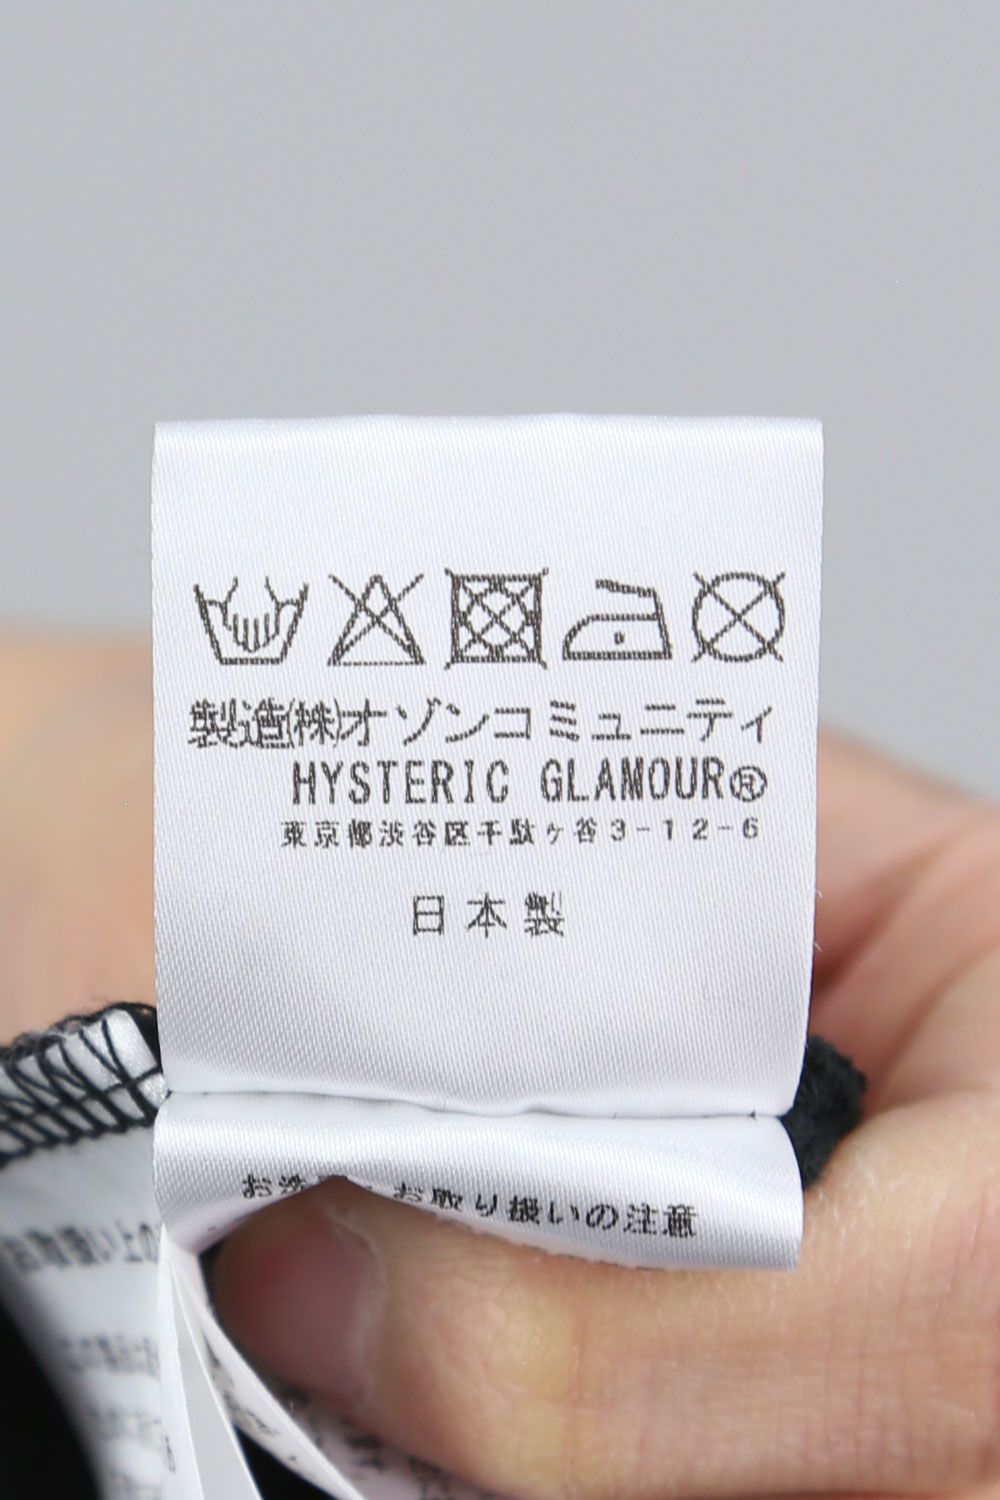 製造(株)オゾンコミュニティ
HYSTERIC GLAMOUR®
東京都渋谷区千駄ヶ谷3-12-6
日本製
お取り扱いの注意